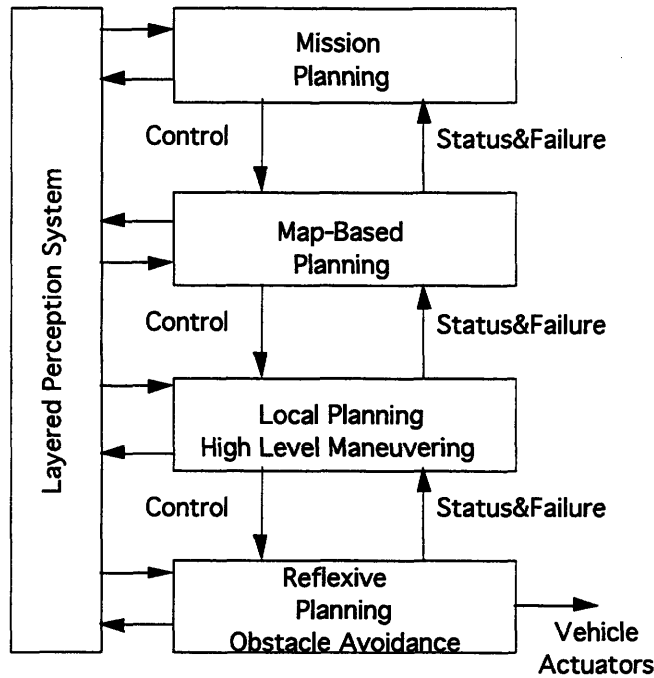 Layered Perception System
Mission
Planning
Control
Status&Failure
Map-Based
Planning
Control
Status&Failure
Local Planning
High Level Maneuvering
Control
Status&Failure
Reflexive
Planning
Obstacle Avoidance
Vehicle
Actuators